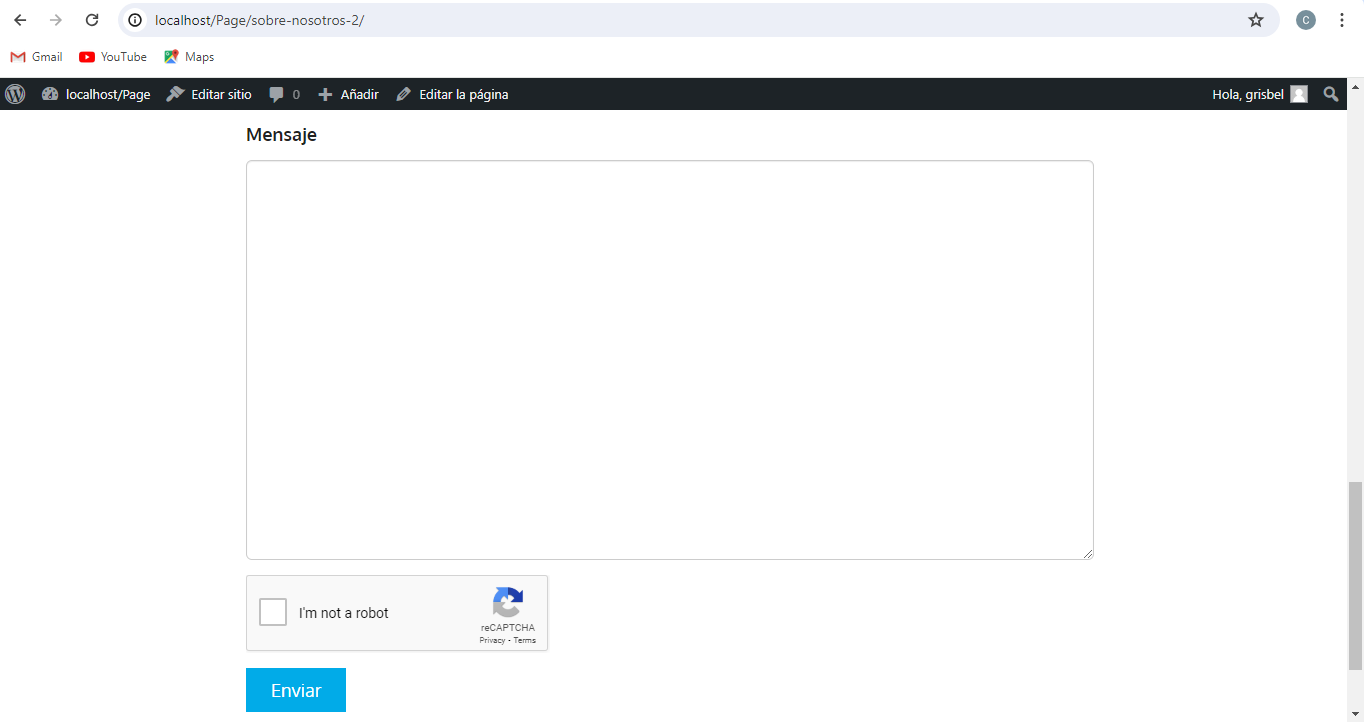 localhost/Page/sobre-nosotros-2/
C
Gmail YouTube Maps
localhost/Page Editar sitio 0 Añadir Editar la página Hola, grisbel
Mensaje
I'm not a robot
reCAPTCHA
Privacy - Terms
Enviar